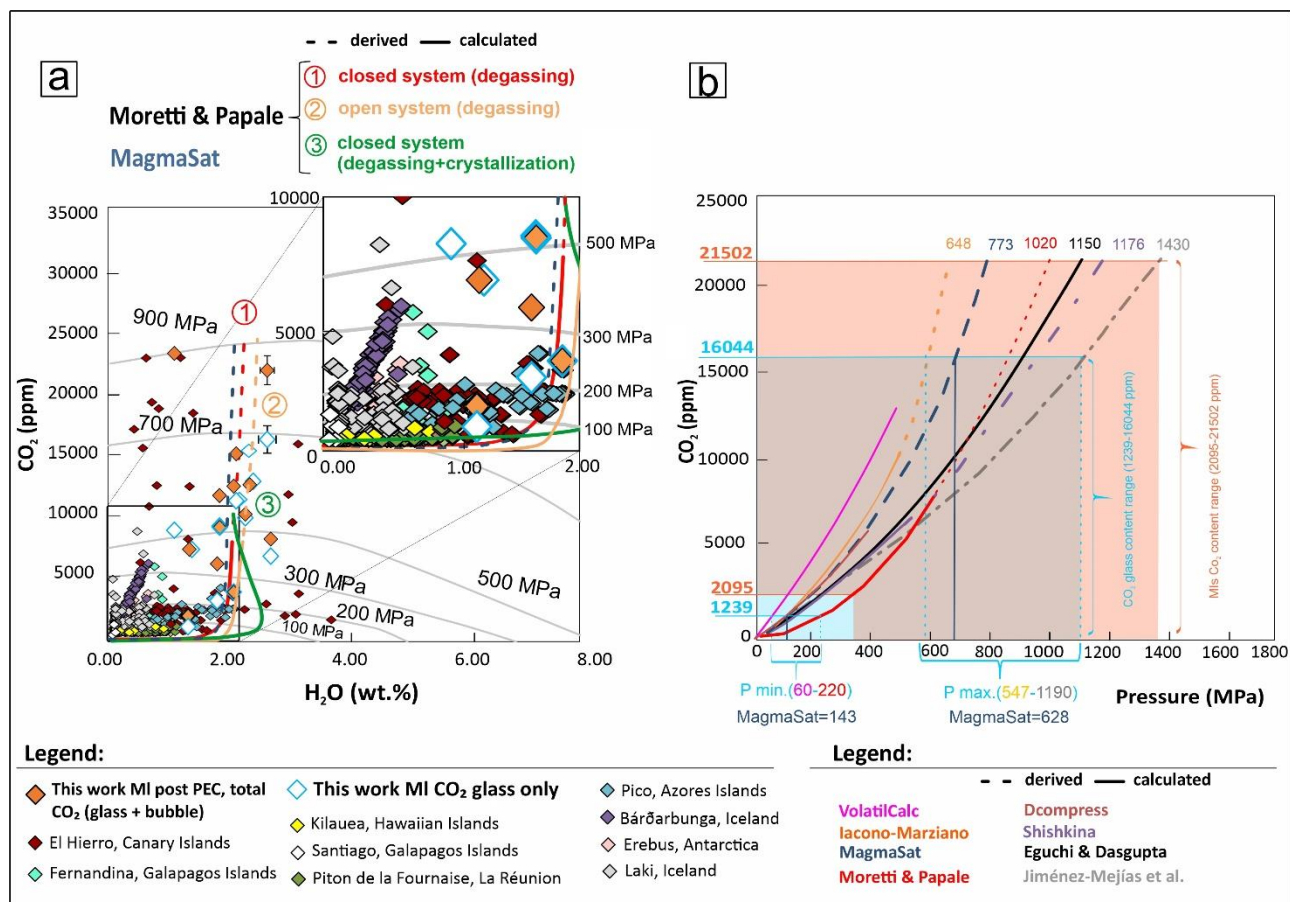 derived calculated
a
① closed system (degassing)
Moretti & Papale
② open system (degassing)
MagmaSat
③ closed system
(degassing+crystallization)
35000
30000
25000
20000
15000
10000
5000
0
CO₂ (ppm)
0.00 2.00 4.00 6.00 8.00
H₂O (wt.%)
900 MPa
700 MPa
500 MPa
300 MPa
200 MPa
100 MPa
①
②
③
10000
5000
0
0.00 1.00 2.00
500 MPa
300 MPa
200 MPa
100 MPa
b
25000
20000
15000
10000
5000
0
CO₂ (ppm)
21502
16044
2095
1239
648 773 1020 1150 1176 1430
0 200 400 600 800 1000 1200 1400 1600 1800
Pressure (MPa)
P min.(60-220)
MagmaSat=143
P max.(547-1190)
MagmaSat=628
CO₂ glass content range (1239-16044 ppm)
MIs Co₂ content range (2095-21502 ppm)
Legend:
This work MI post PEC, total
CO₂ (glass + bubble)
El Hierro, Canary Islands
Fernandina, Galapagos Islands
This work MI CO₂ glass only
Kilauea, Hawaiian Islands
Santiago, Galapagos Islands
Piton de la Fournaise, La Réunion
Pico, Azores Islands
Bárðarbunga, Iceland
Erebus, Antarctica
Laki, Iceland
Legend:
derived calculated
VolatilCalc
Iacono-Marziano
MagmaSat
Moretti & Papale
Dcompress
Shishkina
Eguchi & Dasgupta
Jiménez-Mejías et al.